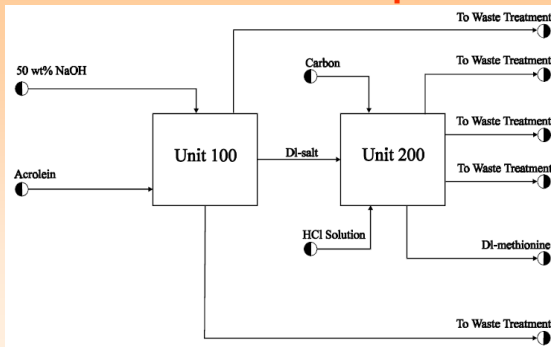 To Waste Treatment
To Waste Treatment
50 wt% NaOH
Carbon
To Waste Treatment
Unit 100
Dl-salt
Unit 200
To Waste Treatment
Acrolein
HCl Solution
Dl-methionine
To Waste Treatment